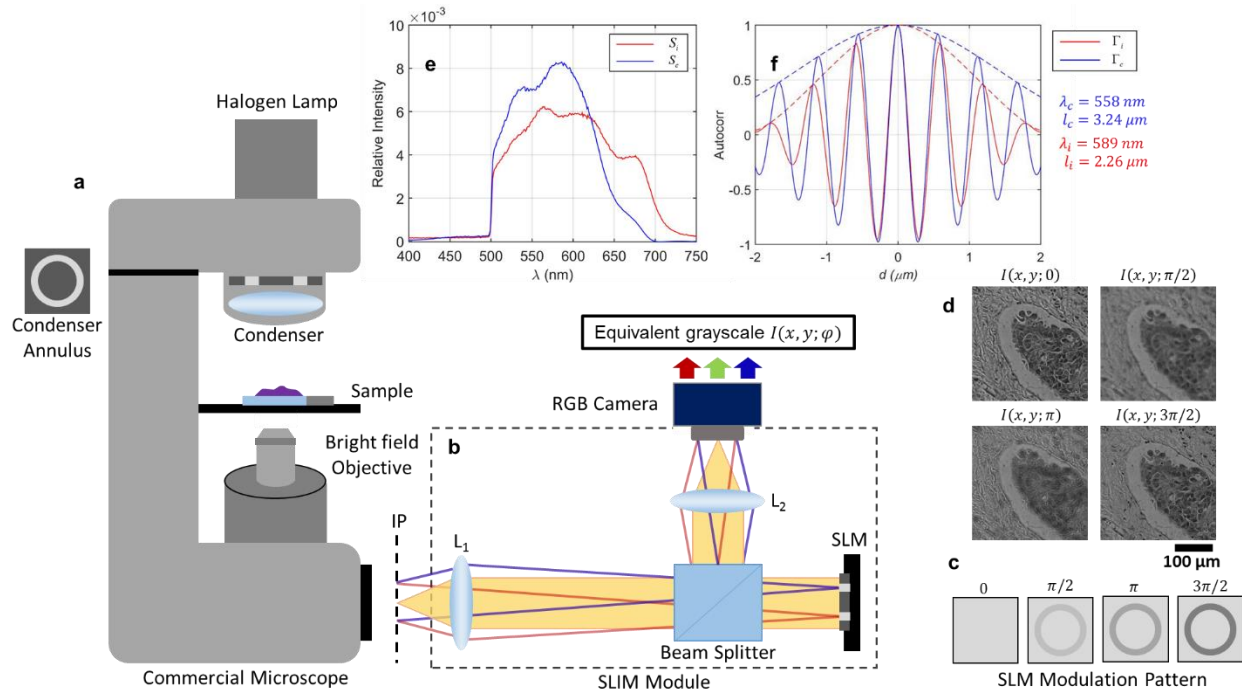 a
Halogen Lamp
Condenser
Annulus
Condenser
Sample
Bright field
Objective
IP
Commercial Microscope
e
10 ×10⁻³
8
6
4
2
0
Relative Intensity
400 450 500 550 600 650 700 750
λ (nm)
S_i
S_e
f
1
0.5
0
-0.5
-1
Autocorr
-2 -1 0 1 2
d (μm)
Γ_i
Γ_e
λ_c = 558 nm
l_c = 3.24 μm
λ_i = 589 nm
l_i = 2.26 μm
Equivalent grayscale I(x, y; φ)
RGB Camera
b
L₁
L₂
SLM
Beam Splitter
SLIM Module
d
I(x, y; 0)
I(x, y; π/2)
I(x, y; π)
I(x, y; 3π/2)
100 μm
c
0 π/2 π 3π/2
SLM Modulation Pattern